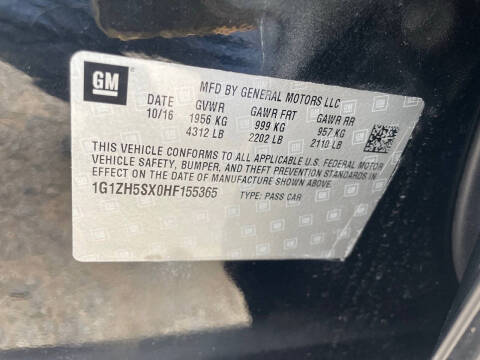 GM
MFD BY GENERAL MOTORS LLC
DATE GVWR GAWR FRT GAWR RR
10/16 1956 KG 999 KG 957 KG
4312 LB 2202 LB 2110 LB
THIS VEHICLE CONFORMS TO ALL APPLICABLE U.S. FEDERAL MOTOR
VEHICLE SAFETY, BUMPER, AND THEFT PREVENTION STANDARDS IN
EFFECT ON THE DATE OF MANUFACTURE SHOWN ABOVE.
1G1ZH5SX0HF155365 TYPE: PASS CAR